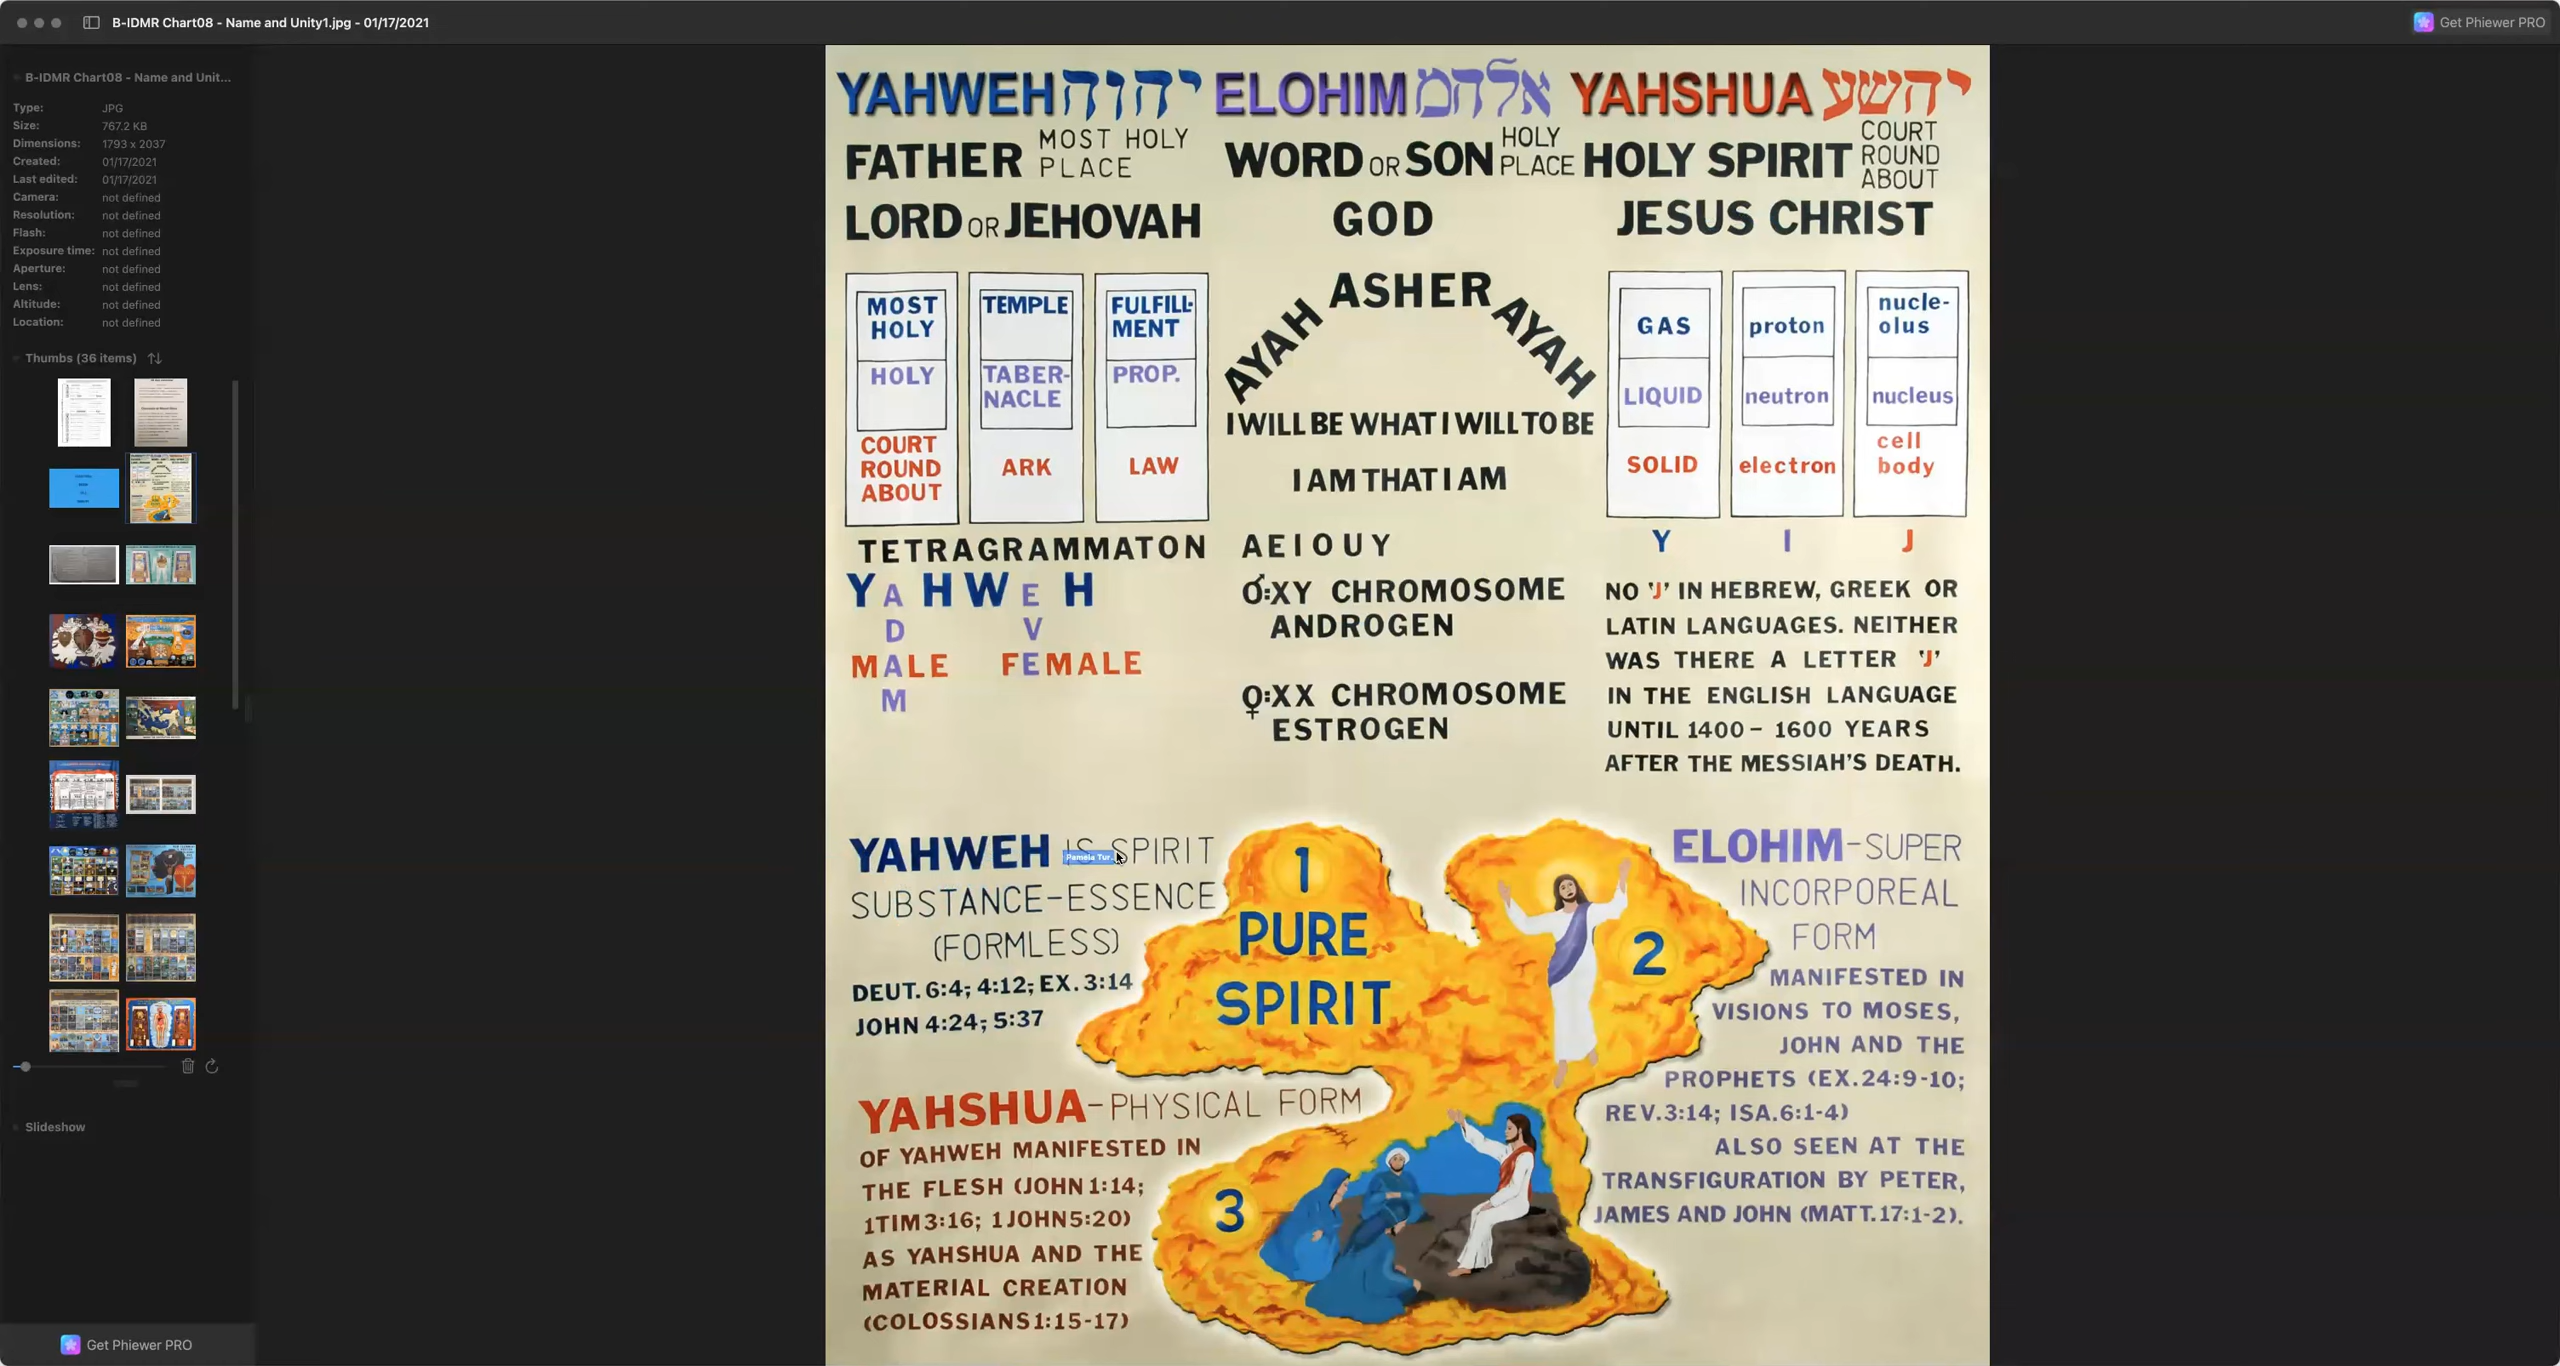 B-IDMR Chart08 - Name and Unity1.jpg - 01/17/2021
Get Phiewer PRO
B-IDMR Chart08 - Name and Unit...
Type: JPG
Size: 767.2 KB
Dimensions: 1793 x 2037
Created: 01/17/2021
Last edited: 01/17/2021
Camera: not defined
Resolution: not defined
Flash: not defined
Exposure time: not defined
Aperture: not defined
Lens: not defined
Altitude: not defined
Location: not defined
Thumbs (36 items)
Slideshow
Get Phiewer PRO
YAHWEH יהוה ELOHIM אלהמ YAHSHUA יהשע
FATHER MOST HOLY PLACE
WORD OR SON HOLY PLACE
HOLY SPIRIT COURT ROUND ABOUT
LORD OR JEHOVAH GOD JESUS CHRIST
MOST HOLY
HOLY
COURT ROUND ABOUT
TEMPLE
TABER-
NACLE
ARK
FULFILL-
MENT
PROP.
LAW
AYAH ASHER AYAH
I WILL BE WHAT I WILL TO BE
I AM THAT I AM
GAS
LIQUID
SOLID
proton
neutron
electron
nucle-
olus
nucleus
cell
body
TETRAGRAMMATON
YAHWEH
ADAM
EVE
MALE FEMALE
A E I O U Y
♂:XY CHROMOSOME
ANDROGEN
♀:XX CHROMOSOME
ESTROGEN
Y I J
NO 'J' IN HEBREW, GREEK OR
LATIN LANGUAGES. NEITHER
WAS THERE A LETTER 'J'
IN THE ENGLISH LANGUAGE
UNTIL 1400 – 1600 YEARS
AFTER THE MESSIAH'S DEATH.
YAHWEH IS SPIRIT
Pamela Tur...
SUBSTANCE-ESSENCE
(FORMLESS)
DEUT. 6:4; 4:12; EX. 3:14
JOHN 4:24; 5:37
1
PURE
SPIRIT
2
ELOHIM-SUPER
INCORPOREAL
FORM
MANIFESTED IN
VISIONS TO MOSES,
JOHN AND THE
PROPHETS (EX.24:9-10;
REV.3:14; ISA.6:1-4)
ALSO SEEN AT THE
TRANSFIGURATION BY PETER,
JAMES AND JOHN (MATT.17:1-2).
YAHSHUA-PHYSICAL FORM
OF YAHWEH MANIFESTED IN
THE FLESH (JOHN 1:14;
1TIM 3:16; 1 JOHN 5:20)
AS YAHSHUA AND THE
MATERIAL CREATION
(COLOSSIANS 1:15-17)
3